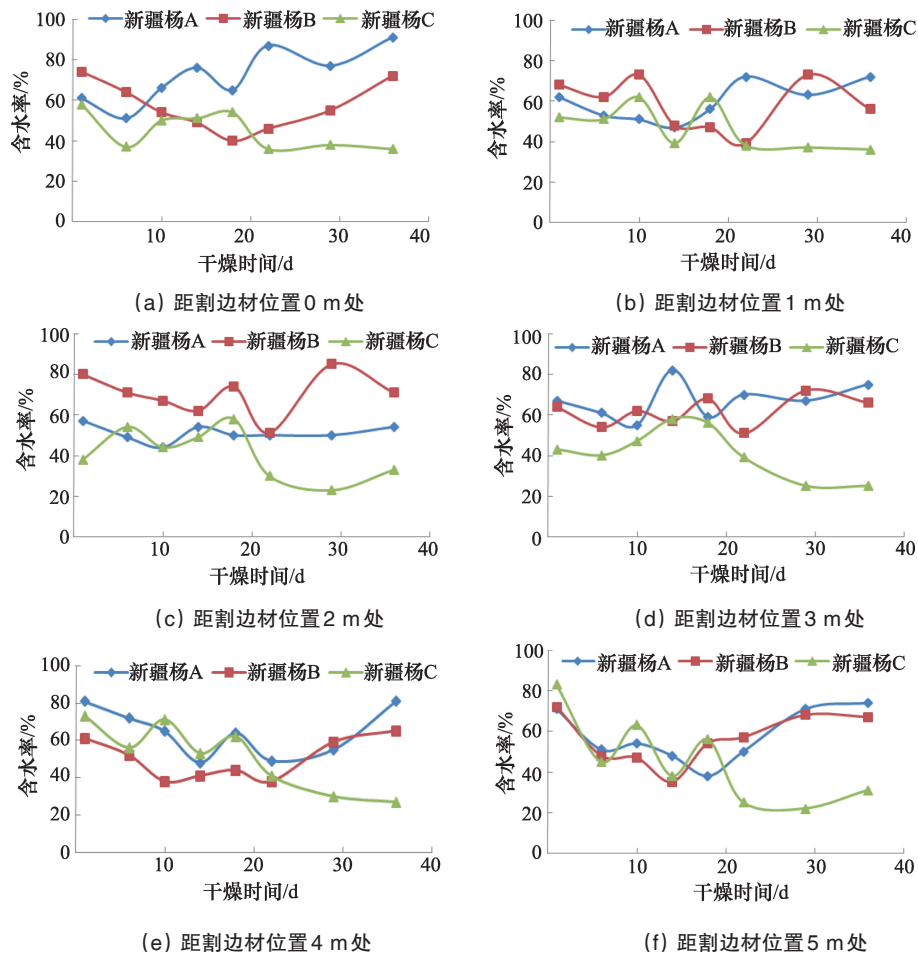 新疆杨A 新疆杨B 新疆杨C
100
80
60
40
20
0
含水率/%
10 20 30 40
干燥时间/d
(a) 距割边材位置0 m处
新疆杨A 新疆杨B 新疆杨C
100
80
60
40
20
0
含水率/%
10 20 30 40
干燥时间/d
(b) 距割边材位置1 m处
新疆杨A 新疆杨B 新疆杨C
100
80
60
40
20
0
含水率/%
10 20 30 40
干燥时间/d
(c) 距割边材位置2 m处
新疆杨A 新疆杨B 新疆杨C
100
80
60
40
20
0
含水率/%
10 20 30 40
干燥时间/d
(d) 距割边材位置3 m处
新疆杨A 新疆杨B 新疆杨C
100
80
60
40
20
0
含水率/%
10 20 30 40
干燥时间/d
(e) 距割边材位置4 m处
新疆杨A 新疆杨B 新疆杨C
100
80
60
40
20
0
含水率/%
10 20 30 40
干燥时间/d
(f) 距割边材位置5 m处